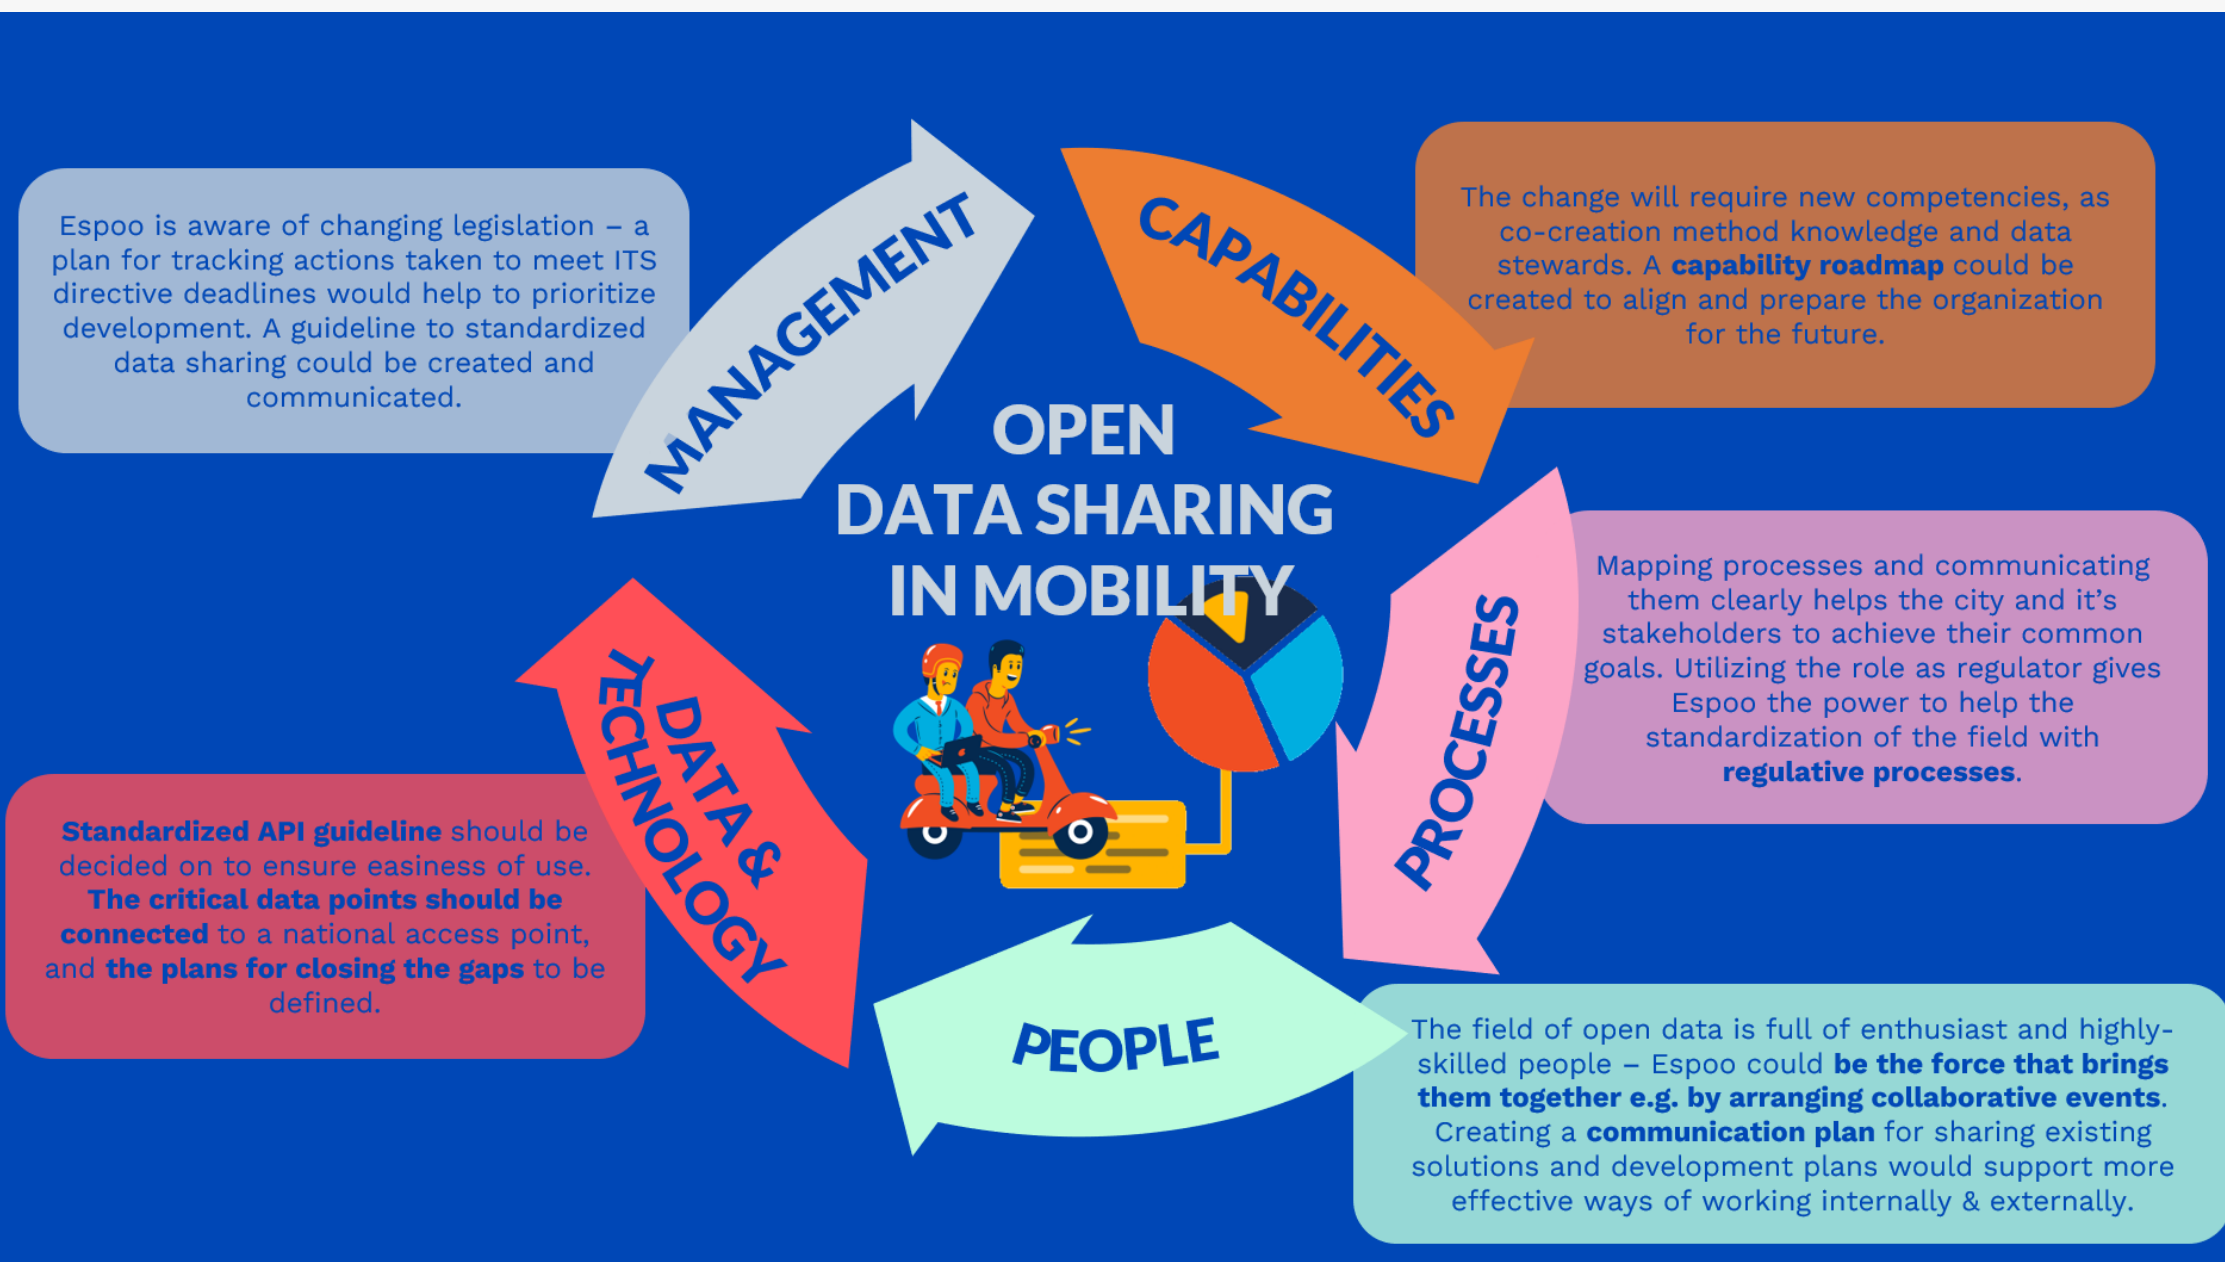 Espoo is aware of changing legislation – a
plan for tracking actions taken to meet ITS
directive deadlines would help to prioritize
development. A guideline to standardized
data sharing could be created and
communicated.
MANAGEMENT
CAPABILITIES
The change will require new competencies, as
co-creation method knowledge and data
stewards. A capability roadmap could be
created to align and prepare the organization
for the future.
OPEN
DATA SHARING
IN MOBILITY
PROCESSES
Mapping processes and communicating
them clearly helps the city and it’s
stakeholders to achieve their common
goals. Utilizing the role as regulator gives
Espoo the power to help the
standardization of the field with
regulative processes.
DATA &
TECHNOLOGY
Standardized API guideline should be
decided on to ensure easiness of use.
The critical data points should be
connected to a national access point,
and the plans for closing the gaps to be
defined.
PEOPLE
The field of open data is full of enthusiast and highly-
skilled people – Espoo could be the force that brings
them together e.g. by arranging collaborative events.
Creating a communication plan for sharing existing
solutions and development plans would support more
effective ways of working internally & externally.